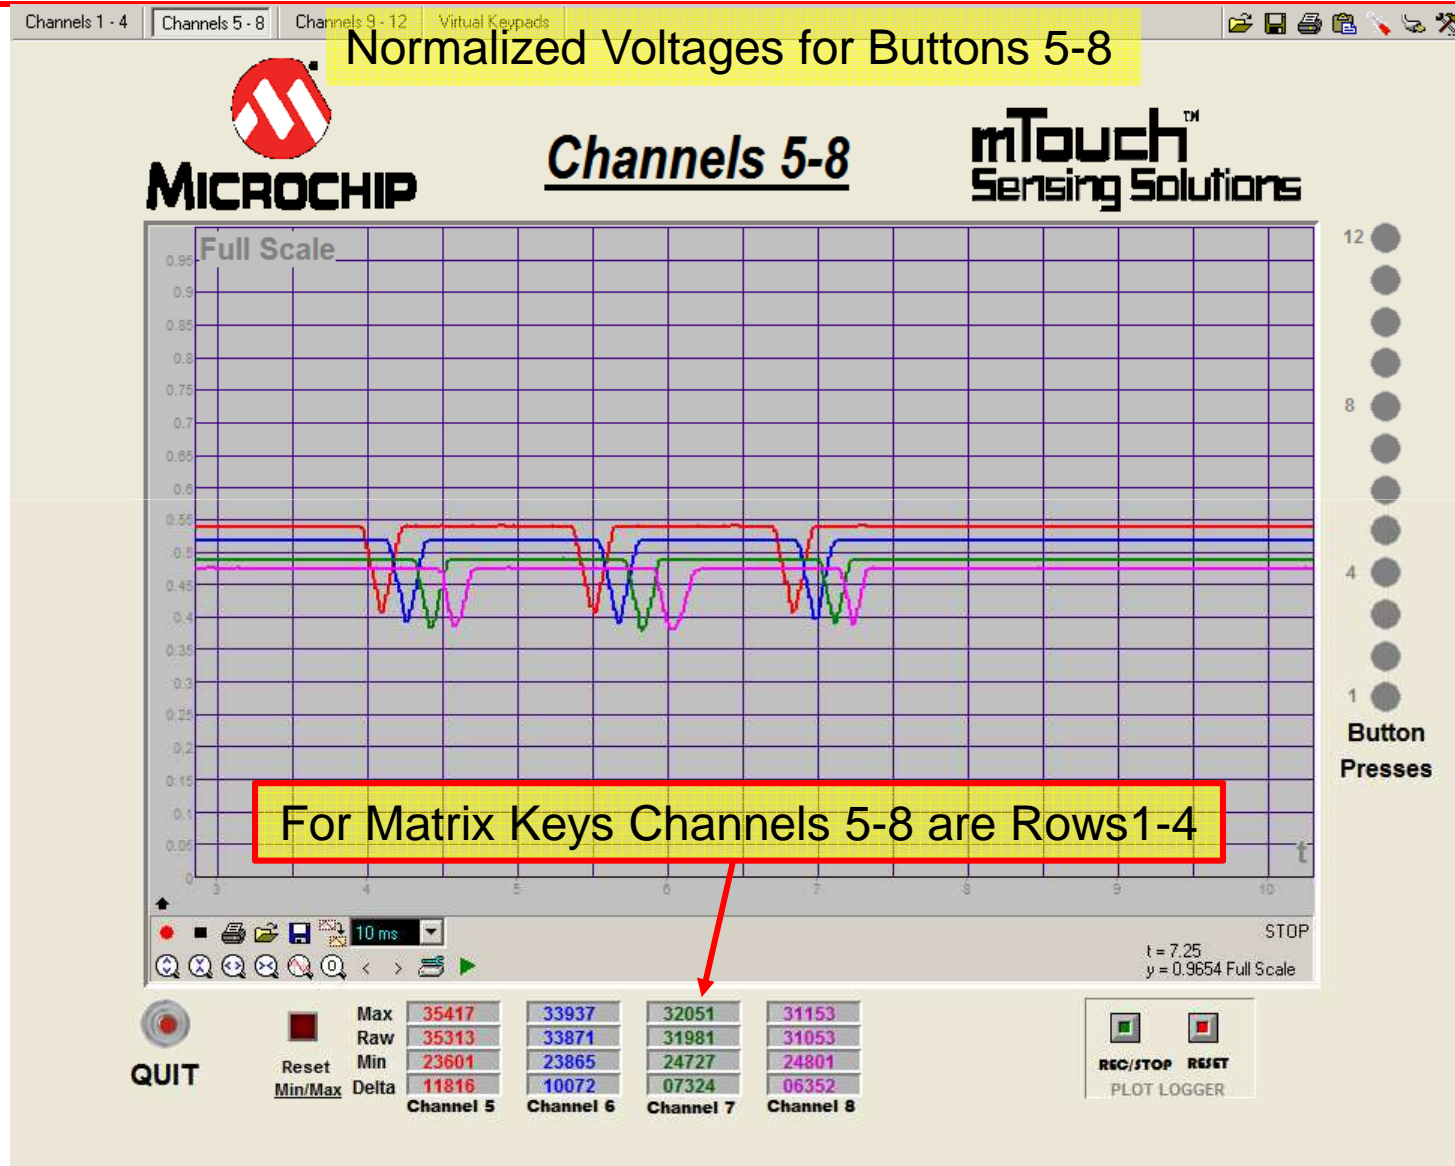 Channels 1 - 4 Channels 5 - 8 Channels 9 - 12 Virtual Keypads
Normalized Voltages for Buttons 5-8
MICROCHIP
Channels 5-8
mTouch™
Sensing Solutions
Full Scale
0.95
0.9
0.85
0.8
0.75
0.7
0.65
0.6
0.55
0.5
0.45
0.4
0.35
0.3
0.25
0.2
0.15
0.1
0.05
0
3 4 5 6 7 8 9 10
t
12
8
4
1
Button
Presses
For Matrix Keys Channels 5-8 are Rows1-4
10 ms
STOP
t = 7.25
y = 0.9654 Full Scale
QUIT
Reset
Min/Max
Max 35417 33937 32051 31153
Raw 35313 33871 31981 31053
Min 23601 23865 24727 24801
Delta 11816 10072 07324 06352
Channel 5 Channel 6 Channel 7 Channel 8
REC/STOP RESET
PLOT LOGGER